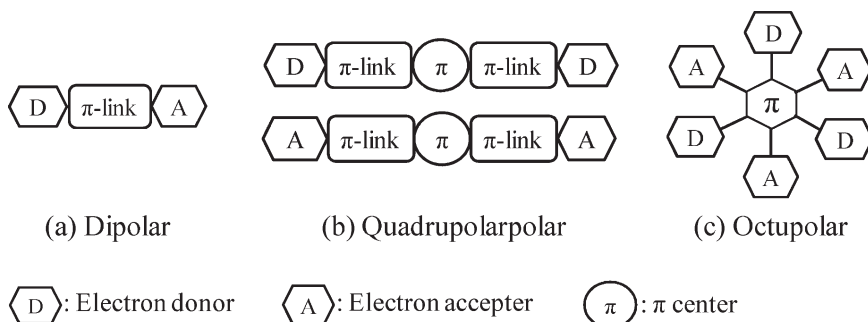 D π-link A
D π-link π π-link D
A π-link π π-link A
D
A A
π
D D
A
(a) Dipolar (b) Quadrupolarpolar (c) Octupolar
D : Electron donor A : Electron accepter π : π center